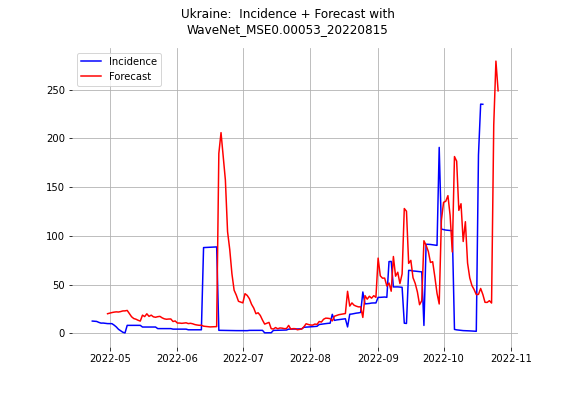 Ukraine:  Incidence + Forecast with
WaveNet_MSE0.00053_20220815
Incidence
Forecast
250
200
150
100
50
0
2022-05 2022-06 2022-07 2022-08 2022-09 2022-10 2022-11